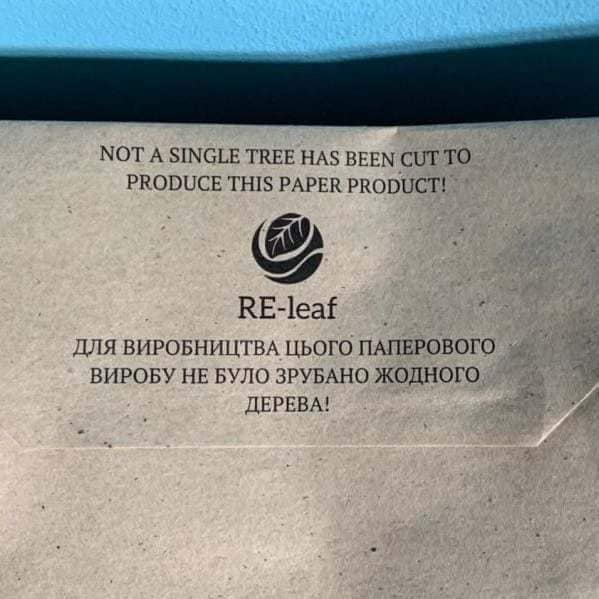 NOT A SINGLE TREE HAS BEEN CUT TO
PRODUCE THIS PAPER PRODUCT!
RE-leaf
ДЛЯ ВИРОБНИЦТВА ЦЬОГО ПАПЕРОВОГО
ВИРОБУ НЕ БУЛО ЗРУБАНО ЖОДНОГО
ДЕРЕВА!